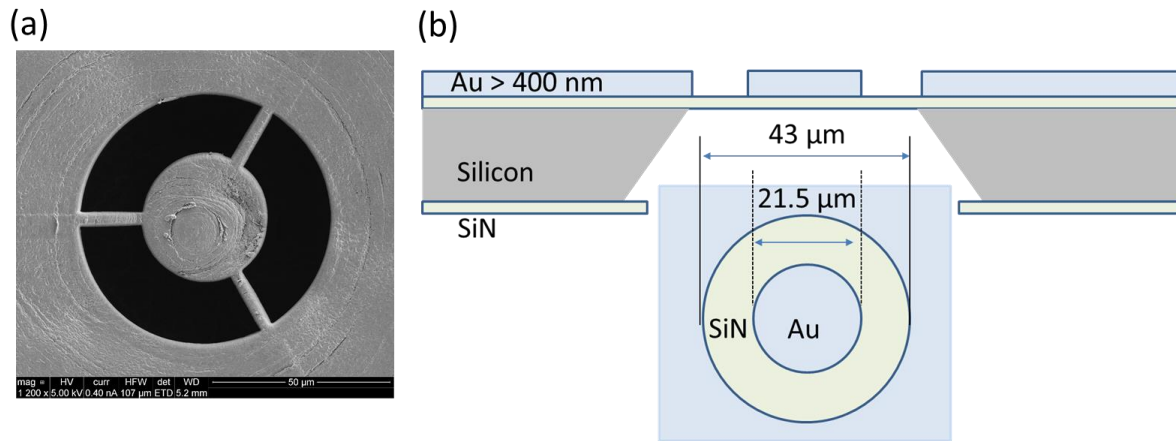 (a)
mag = HV curr HFW det WD
1 200 x 5.00 kV 0.40 nA 107 µm ETD 5.2 mm
50 µm
(b)
Au > 400 nm
43 µm
Silicon
21.5 µm
SiN
SiN
Au